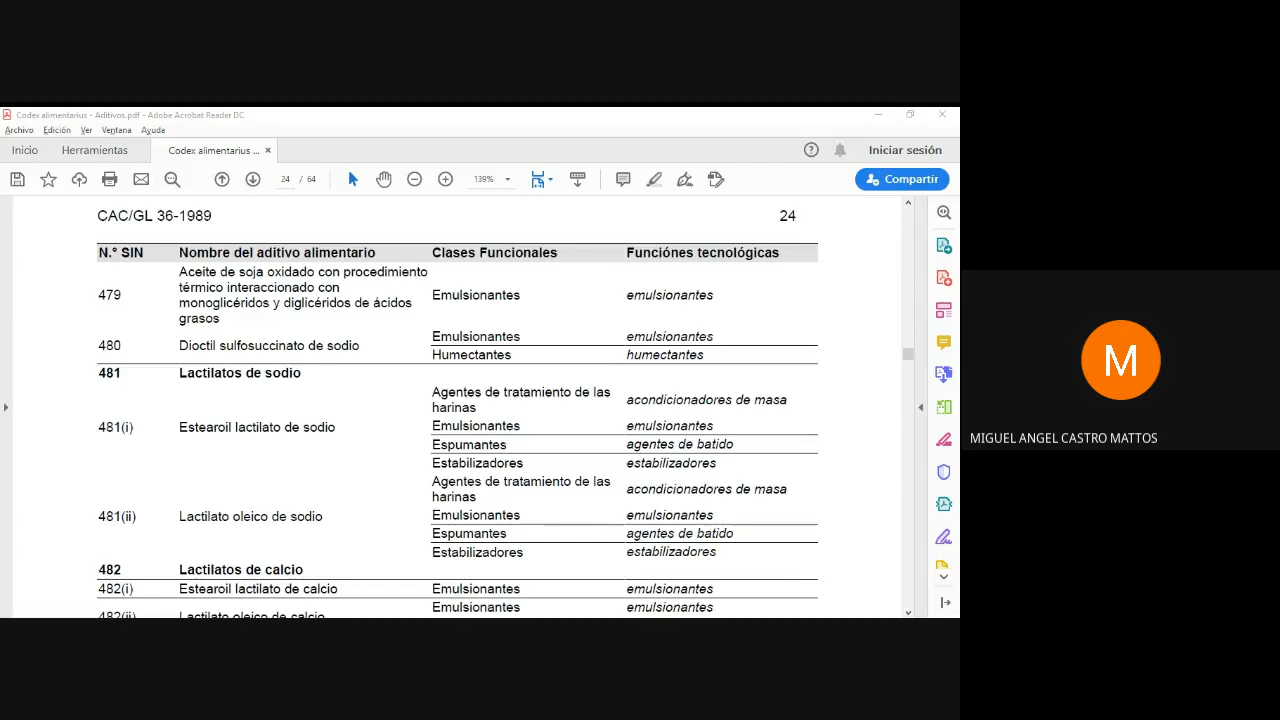 Codex alimentarius - Aditivos.pdf - Adobe Acrobat Reader DC
Archivo Edición Ver Ventana Ayuda
Inicio Herramientas Codex alimentarius ... × Iniciar sesión
24 / 64 139% Compartir
CAC/GL 36-1989 24
N.° SIN Nombre del aditivo alimentario Clases Funcionales Funciónes tecnológicas
Aceite de soja oxidado con procedimiento
térmico interaccionado con
479 monoglicéridos y diglicéridos de ácidos Emulsionantes emulsionantes
grasos
Emulsionantes emulsionantes
480 Dioctil sulfosuccinato de sodio
Humectantes humectantes
481 Lactilatos de sodio
Agentes de tratamiento de las
harinas acondicionadores de masa
481(i) Estearoil lactilato de sodio Emulsionantes emulsionantes
Espumantes agentes de batido
Estabilizadores estabilizadores
Agentes de tratamiento de las
harinas acondicionadores de masa
481(ii) Lactilato oleico de sodio Emulsionantes emulsionantes
Espumantes agentes de batido
Estabilizadores estabilizadores
482 Lactilatos de calcio
482(i) Estearoil lactilato de calcio Emulsionantes emulsionantes
Emulsionantes emulsionantes
482(ii) Lactilato oleico de calcio
M
MIGUEL ANGEL CASTRO MATTOS